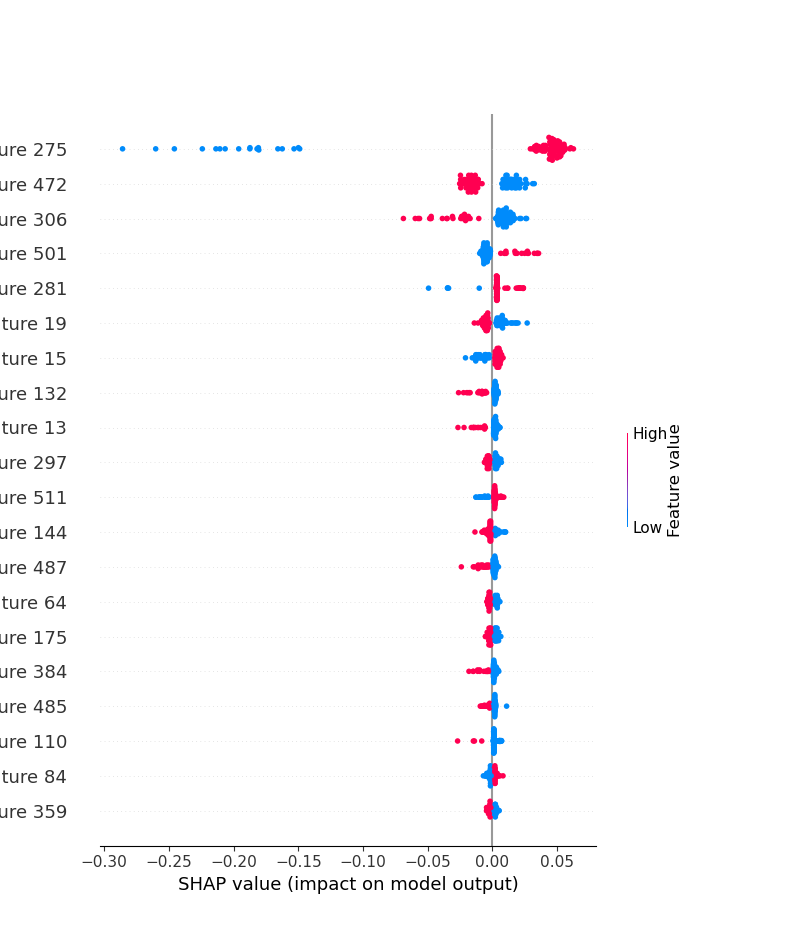 ure 275
ure 472
ure 306
ure 501
ure 281
ture 19
ture 15
ure 132
ture 13
ure 297
ure 511
ure 144
ure 487
ture 64
ure 175
ure 384
ure 485
ure 110
ture 84
ure 359
High
Low
Feature value
−0.30 −0.25 −0.20 −0.15 −0.10 −0.05 0.00 0.05
SHAP value (impact on model output)